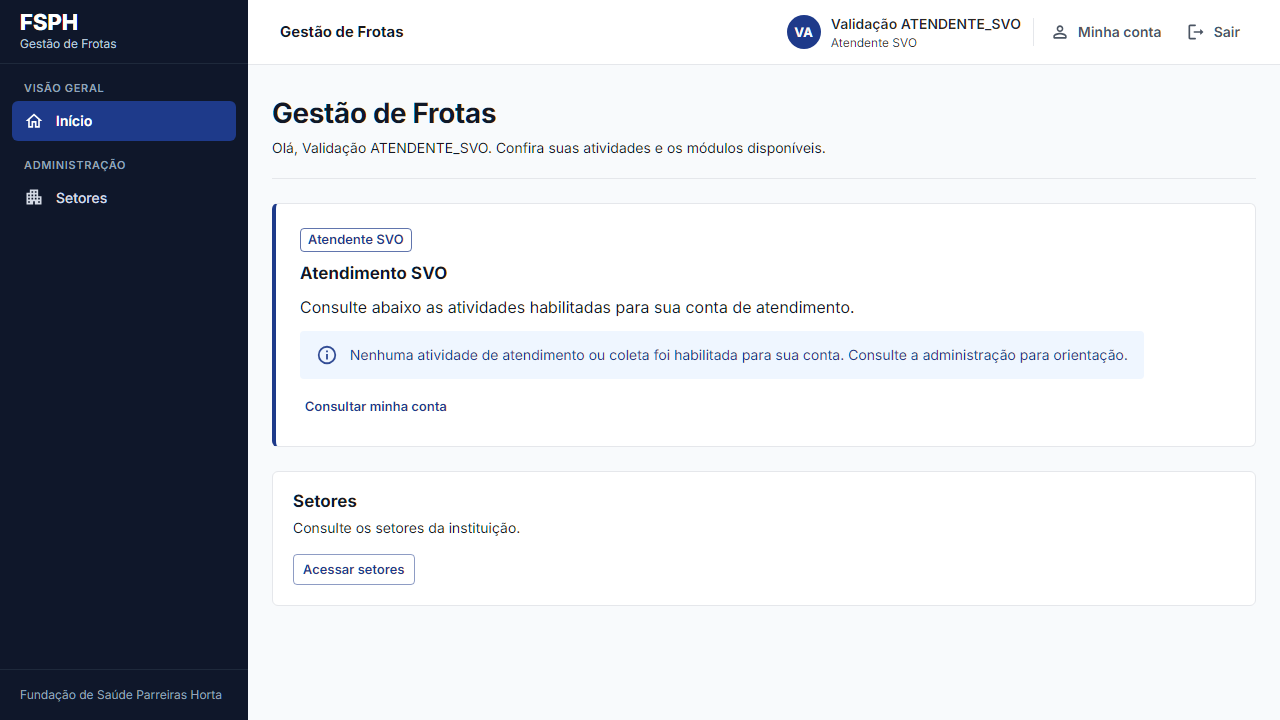 FSPH
Gestão de Frotas
VISÃO GERAL
Início
ADMINISTRAÇÃO
Setores
Fundação de Saúde Parreiras Horta
Gestão de Frotas
VA
Validação ATENDENTE_SVO
Atendente SVO
Minha conta
Sair
Gestão de Frotas
Olá, Validação ATENDENTE_SVO. Confira suas atividades e os módulos disponíveis.
Atendente SVO
Atendimento SVO
Consulte abaixo as atividades habilitadas para sua conta de atendimento.
Nenhuma atividade de atendimento ou coleta foi habilitada para sua conta. Consulte a administração para orientação.
Consultar minha conta
Setores
Consulte os setores da instituição.
Acessar setores